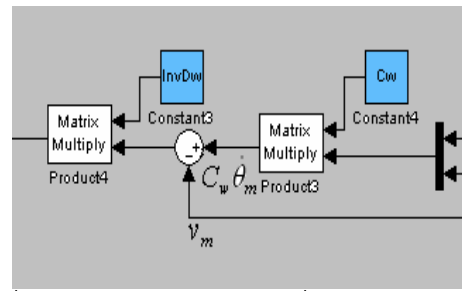 InvDw
Cw
Constant3
Constant4
Matrix
Multiply
Product4
Matrix
Multiply
Product3
C_w θ̇_m
v_m